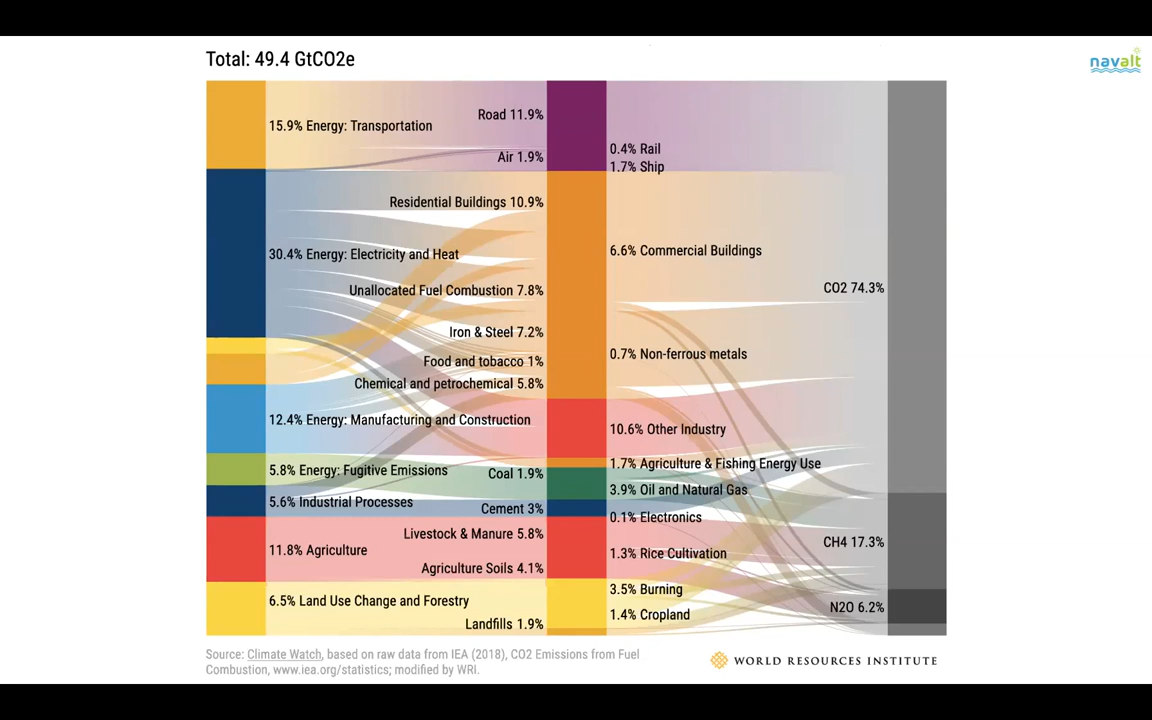 Total: 49.4 GtCO2e
navalt
Road 11.9%
15.9% Energy: Transportation
0.4% Rail
Air 1.9%
1.7% Ship
Residential Buildings 10.9%
6.6% Commercial Buildings
30.4% Energy: Electricity and Heat
CO2 74.3%
Unallocated Fuel Combustion 7.8%
Iron & Steel 7.2%
0.7% Non-ferrous metals
Food and tobacco 1%
Chemical and petrochemical 5.8%
12.4% Energy: Manufacturing and Construction
10.6% Other Industry
1.7% Agriculture & Fishing Energy Use
5.8% Energy: Fugitive Emissions
Coal 1.9%
3.9% Oil and Natural Gas
5.6% Industrial Processes
Cement 3%
0.1% Electronics
Livestock & Manure 5.8%
CH4 17.3%
11.8% Agriculture
1.3% Rice Cultivation
Agriculture Soils 4.1%
3.5% Burning
6.5% Land Use Change and Forestry
N2O 6.2%
1.4% Cropland
Landfills 1.9%
Source: Climate Watch, based on raw data from IEA (2018), CO2 Emissions from Fuel
Combustion, www.iea.org/statistics; modified by WRI.
WORLD RESOURCES INSTITUTE